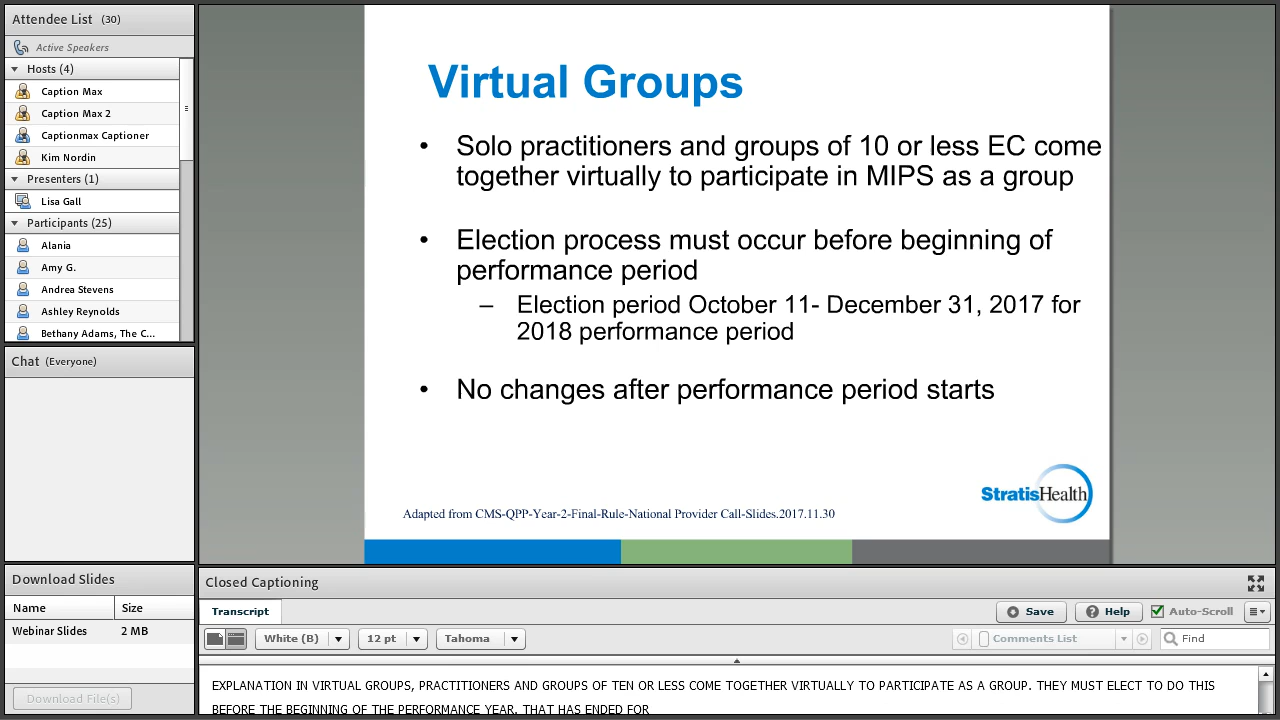 Attendee List (30)
Active Speakers
Hosts (4)
Caption Max
Caption Max 2
Captionmax Captioner
Kim Nordin
Presenters (1)
Lisa Gall
Participants (25)
Alania
Amy G.
Andrea Stevens
Ashley Reynolds
Bethany Adams, The C...
Chat (Everyone)
Download Slides
Name Size
Webinar Slides 2 MB
Download File(s)
Virtual Groups
• Solo practitioners and groups of 10 or less EC come
together virtually to participate in MIPS as a group
• Election process must occur before beginning of
performance period
– Election period October 11- December 31, 2017 for
2018 performance period
• No changes after performance period starts
StratisHealth
Adapted from CMS-QPP-Year-2-Final-Rule-National Provider Call-Slides.2017.11.30
Closed Captioning
Transcript Save Help Auto-Scroll
White (B) 12 pt Tahoma Comments List Find
EXPLANATION IN VIRTUAL GROUPS, PRACTITIONERS AND GROUPS OF TEN OR LESS COME TOGETHER VIRTUALLY TO PARTICIPATE AS A GROUP. THEY MUST ELECT TO DO THIS
BEFORE THE BEGINNING OF THE PERFORMANCE YEAR. THAT HAS ENDED FOR